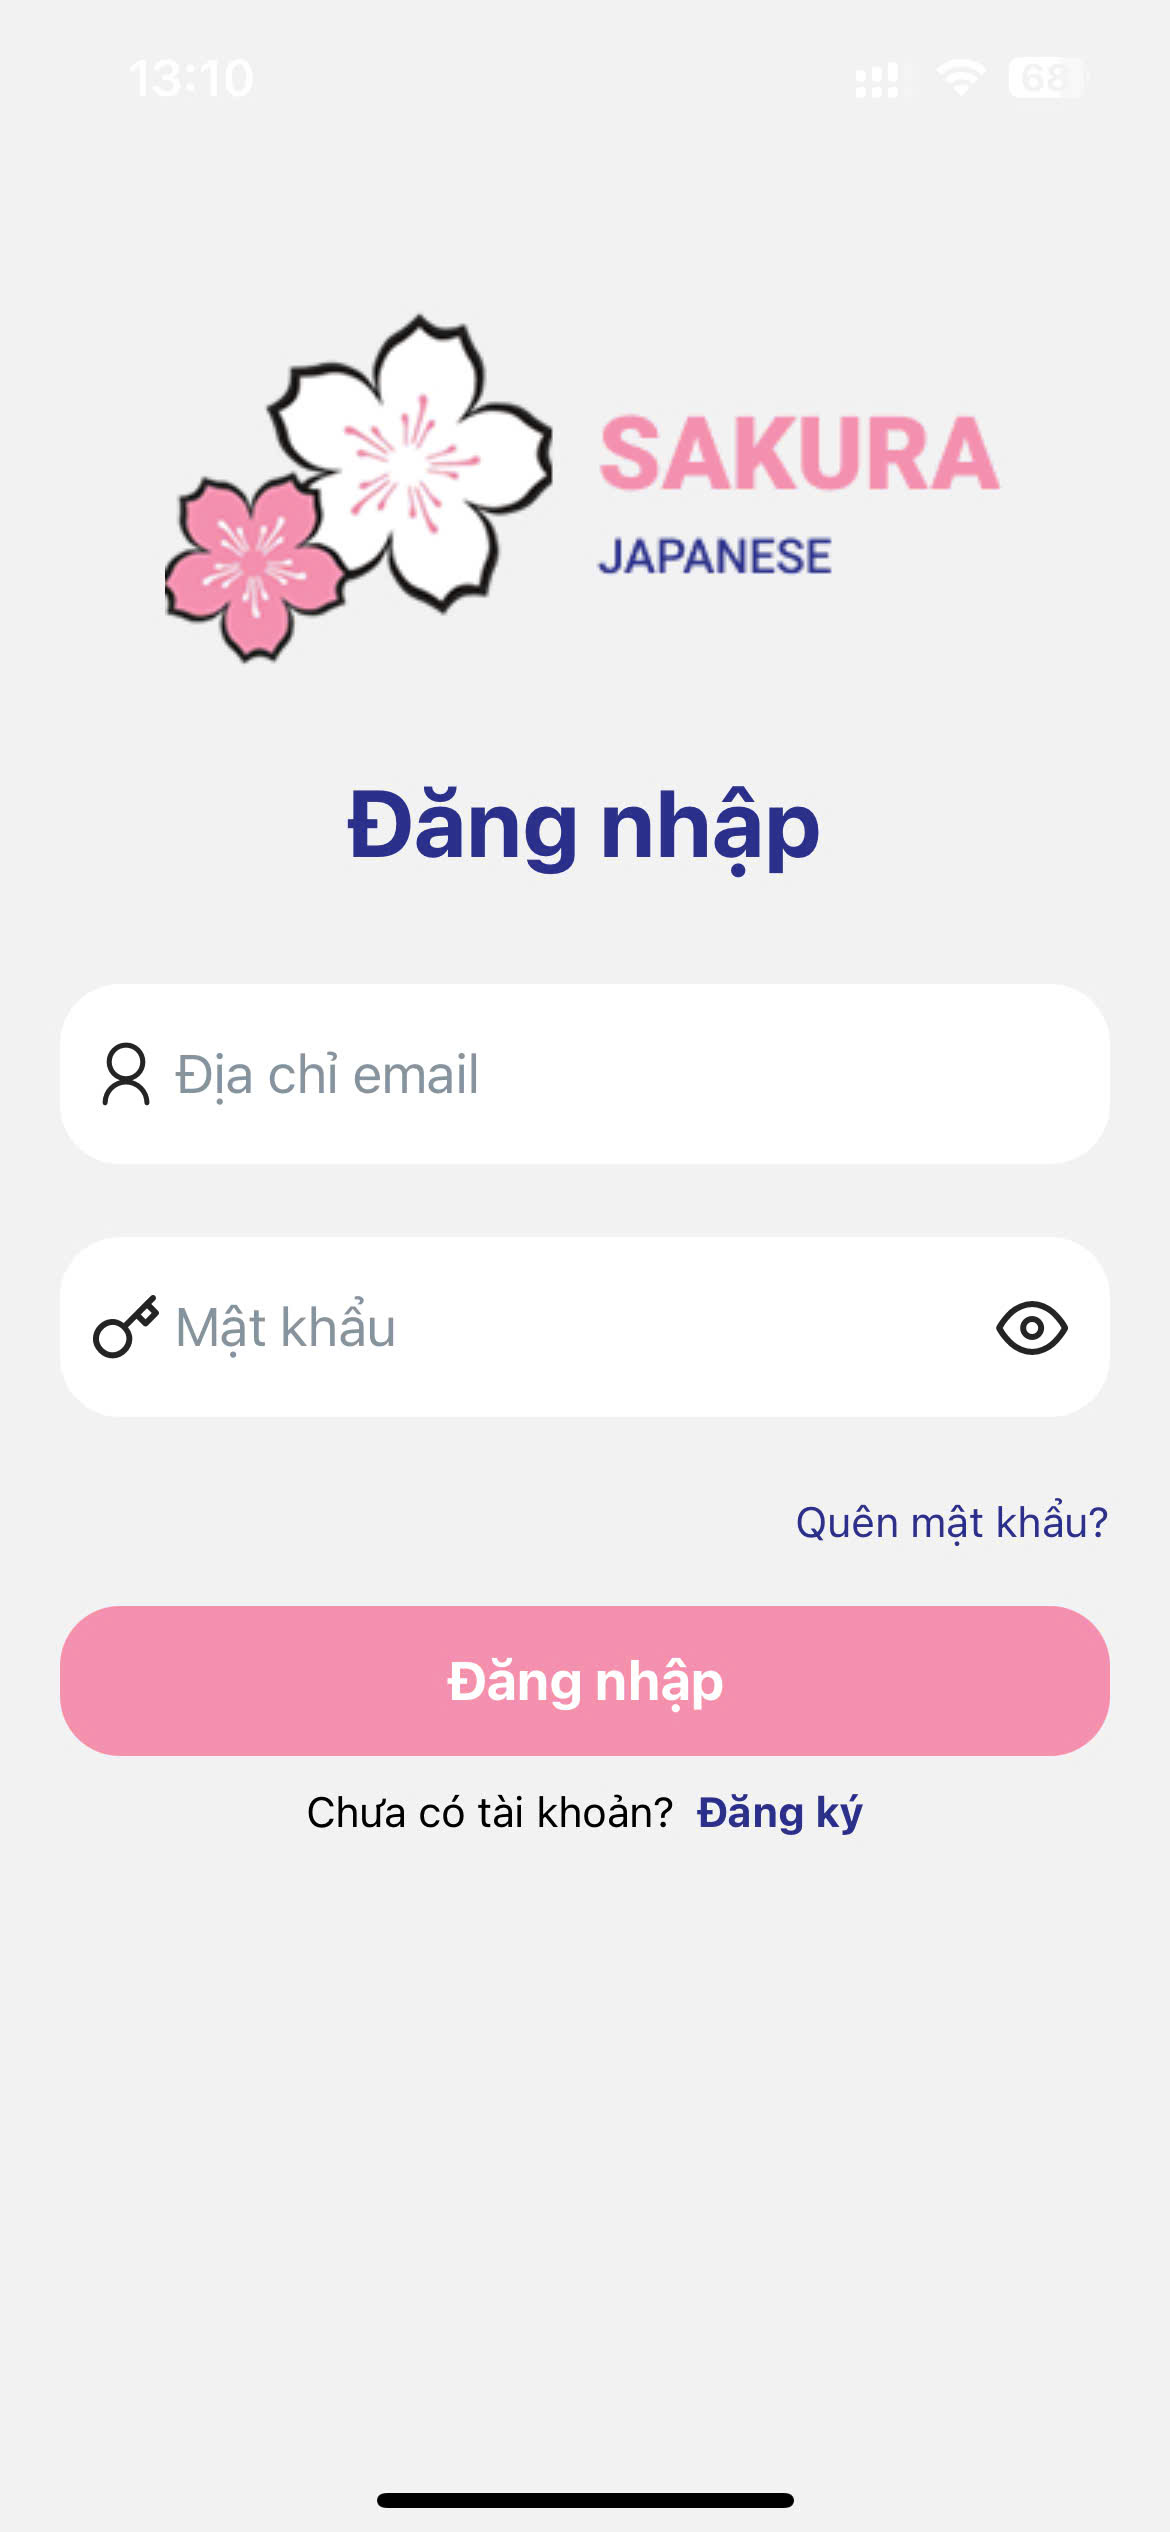 13:10
68
SAKURA
JAPANESE
Đăng nhập
Địa chỉ email
Mật khẩu
Quên mật khẩu?
Đăng nhập
Chưa có tài khoản? Đăng ký